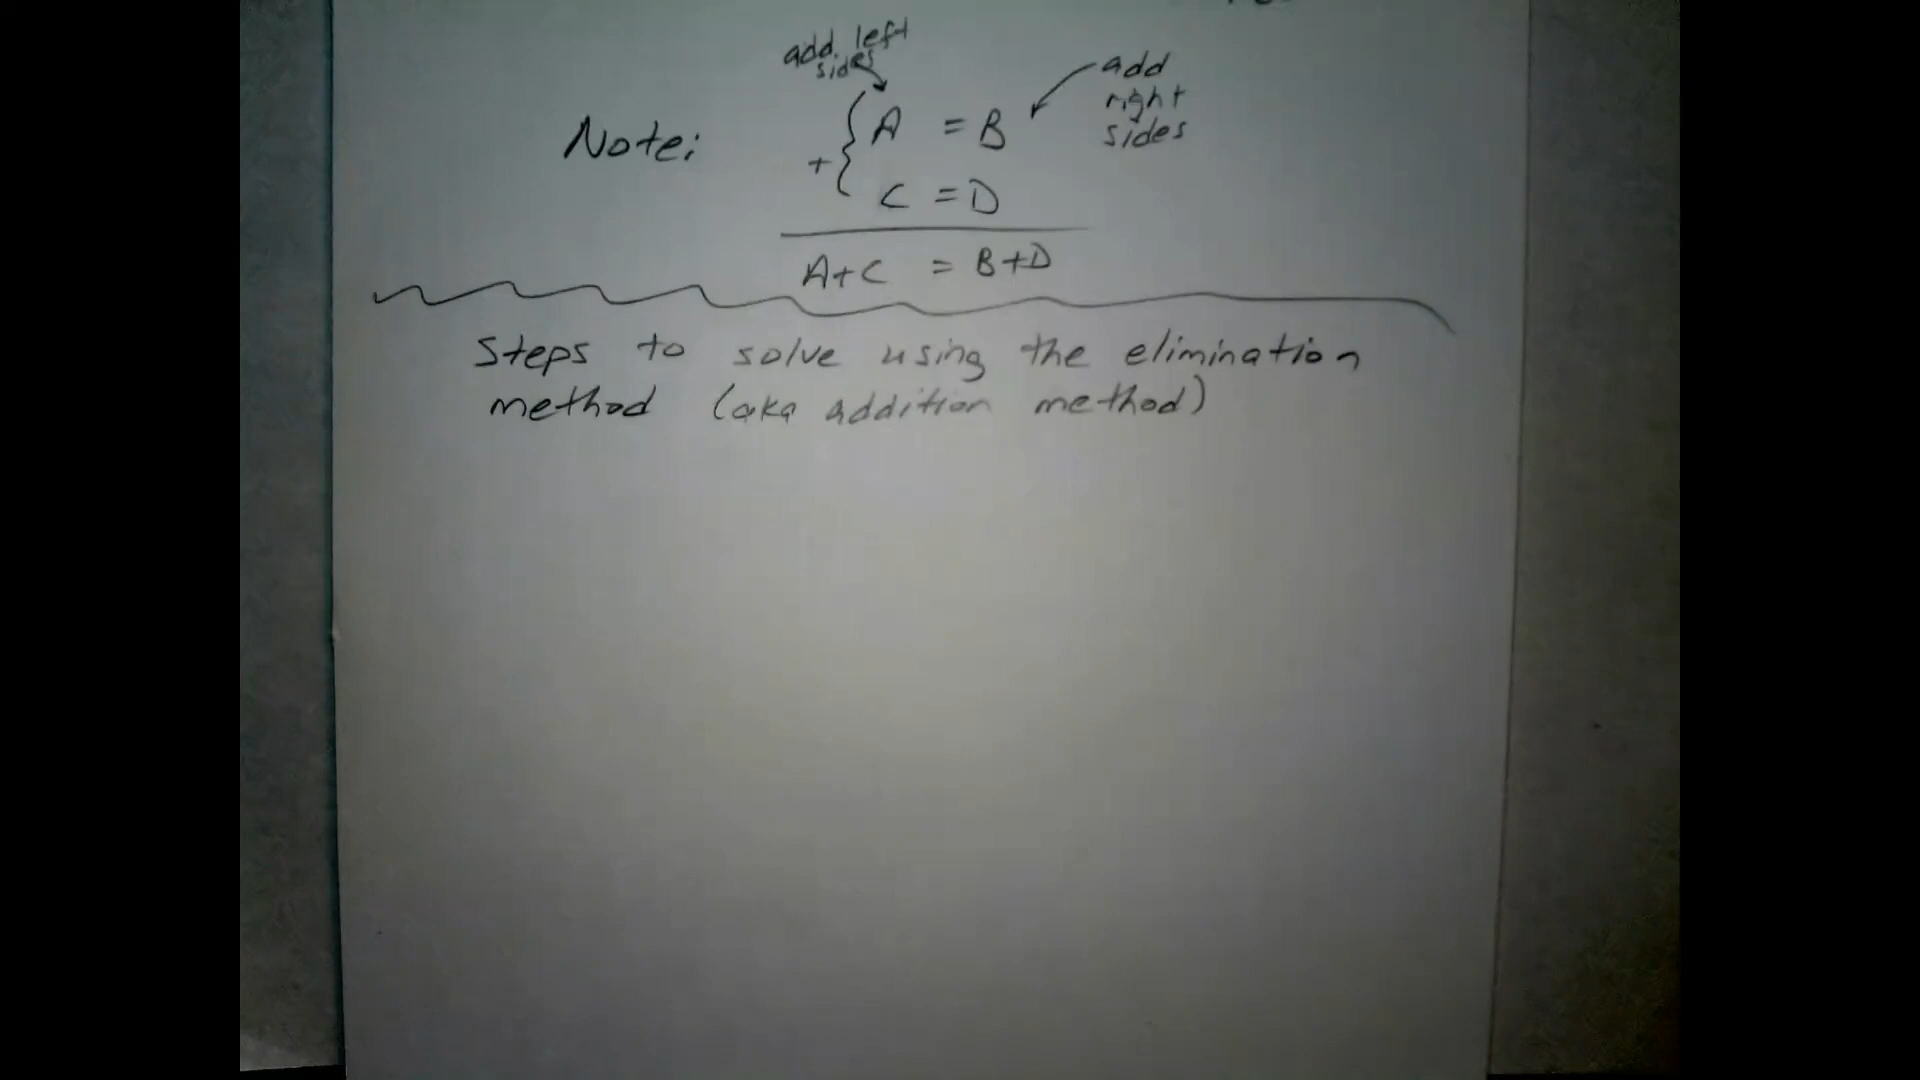 add left
sides
add
right
sides
Note:
A = B
+
C = D
A+C = B+D
Steps to solve using the elimination
method (aka addition method)